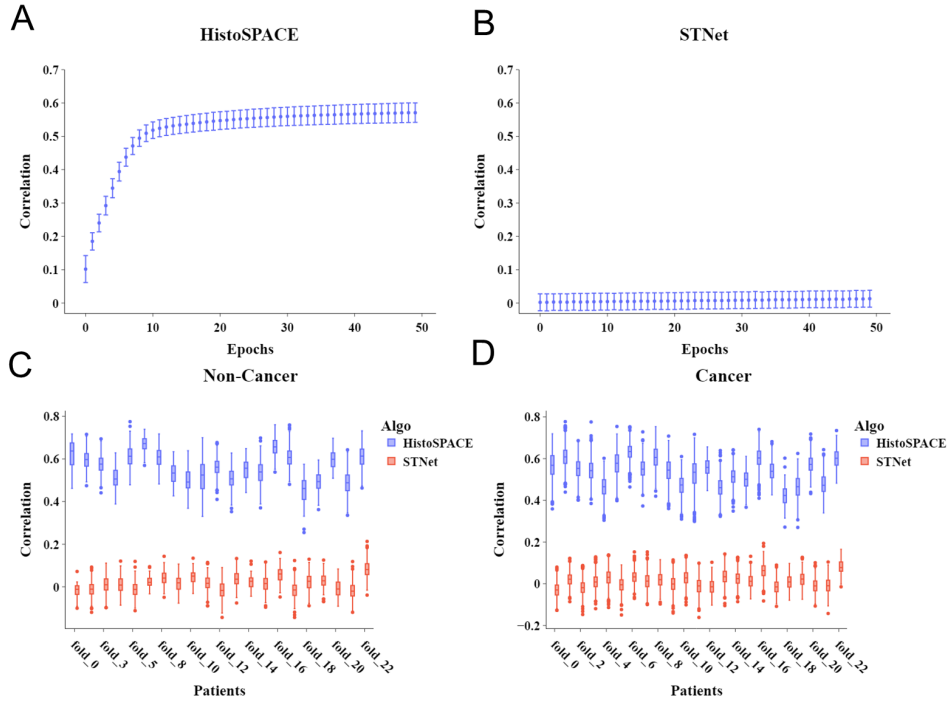 A
HistoSPACE
0.7
0.6
0.5
0.4
0.3
0.2
0.1
0
Correlation
0 10 20 30 40 50
Epochs
B
STNet
0.7
0.6
0.5
0.4
0.3
0.2
0.1
0
Correlation
0 10 20 30 40 50
Epochs
C
Non-Cancer
0.8
0.6
0.4
0.2
0
Correlation
fold_0 fold_3 fold_5 fold_8 fold_10 fold_12 fold_14 fold_16 fold_18 fold_20 fold_22
Patients
Algo
HistoSPACE
STNet
D
Cancer
0.8
0.6
0.4
0.2
0
−0.2
Correlation
fold_0 fold_2 fold_4 fold_6 fold_8 fold_10 fold_12 fold_14 fold_16 fold_18 fold_20 fold_22
Patients
Algo
HistoSPACE
STNet